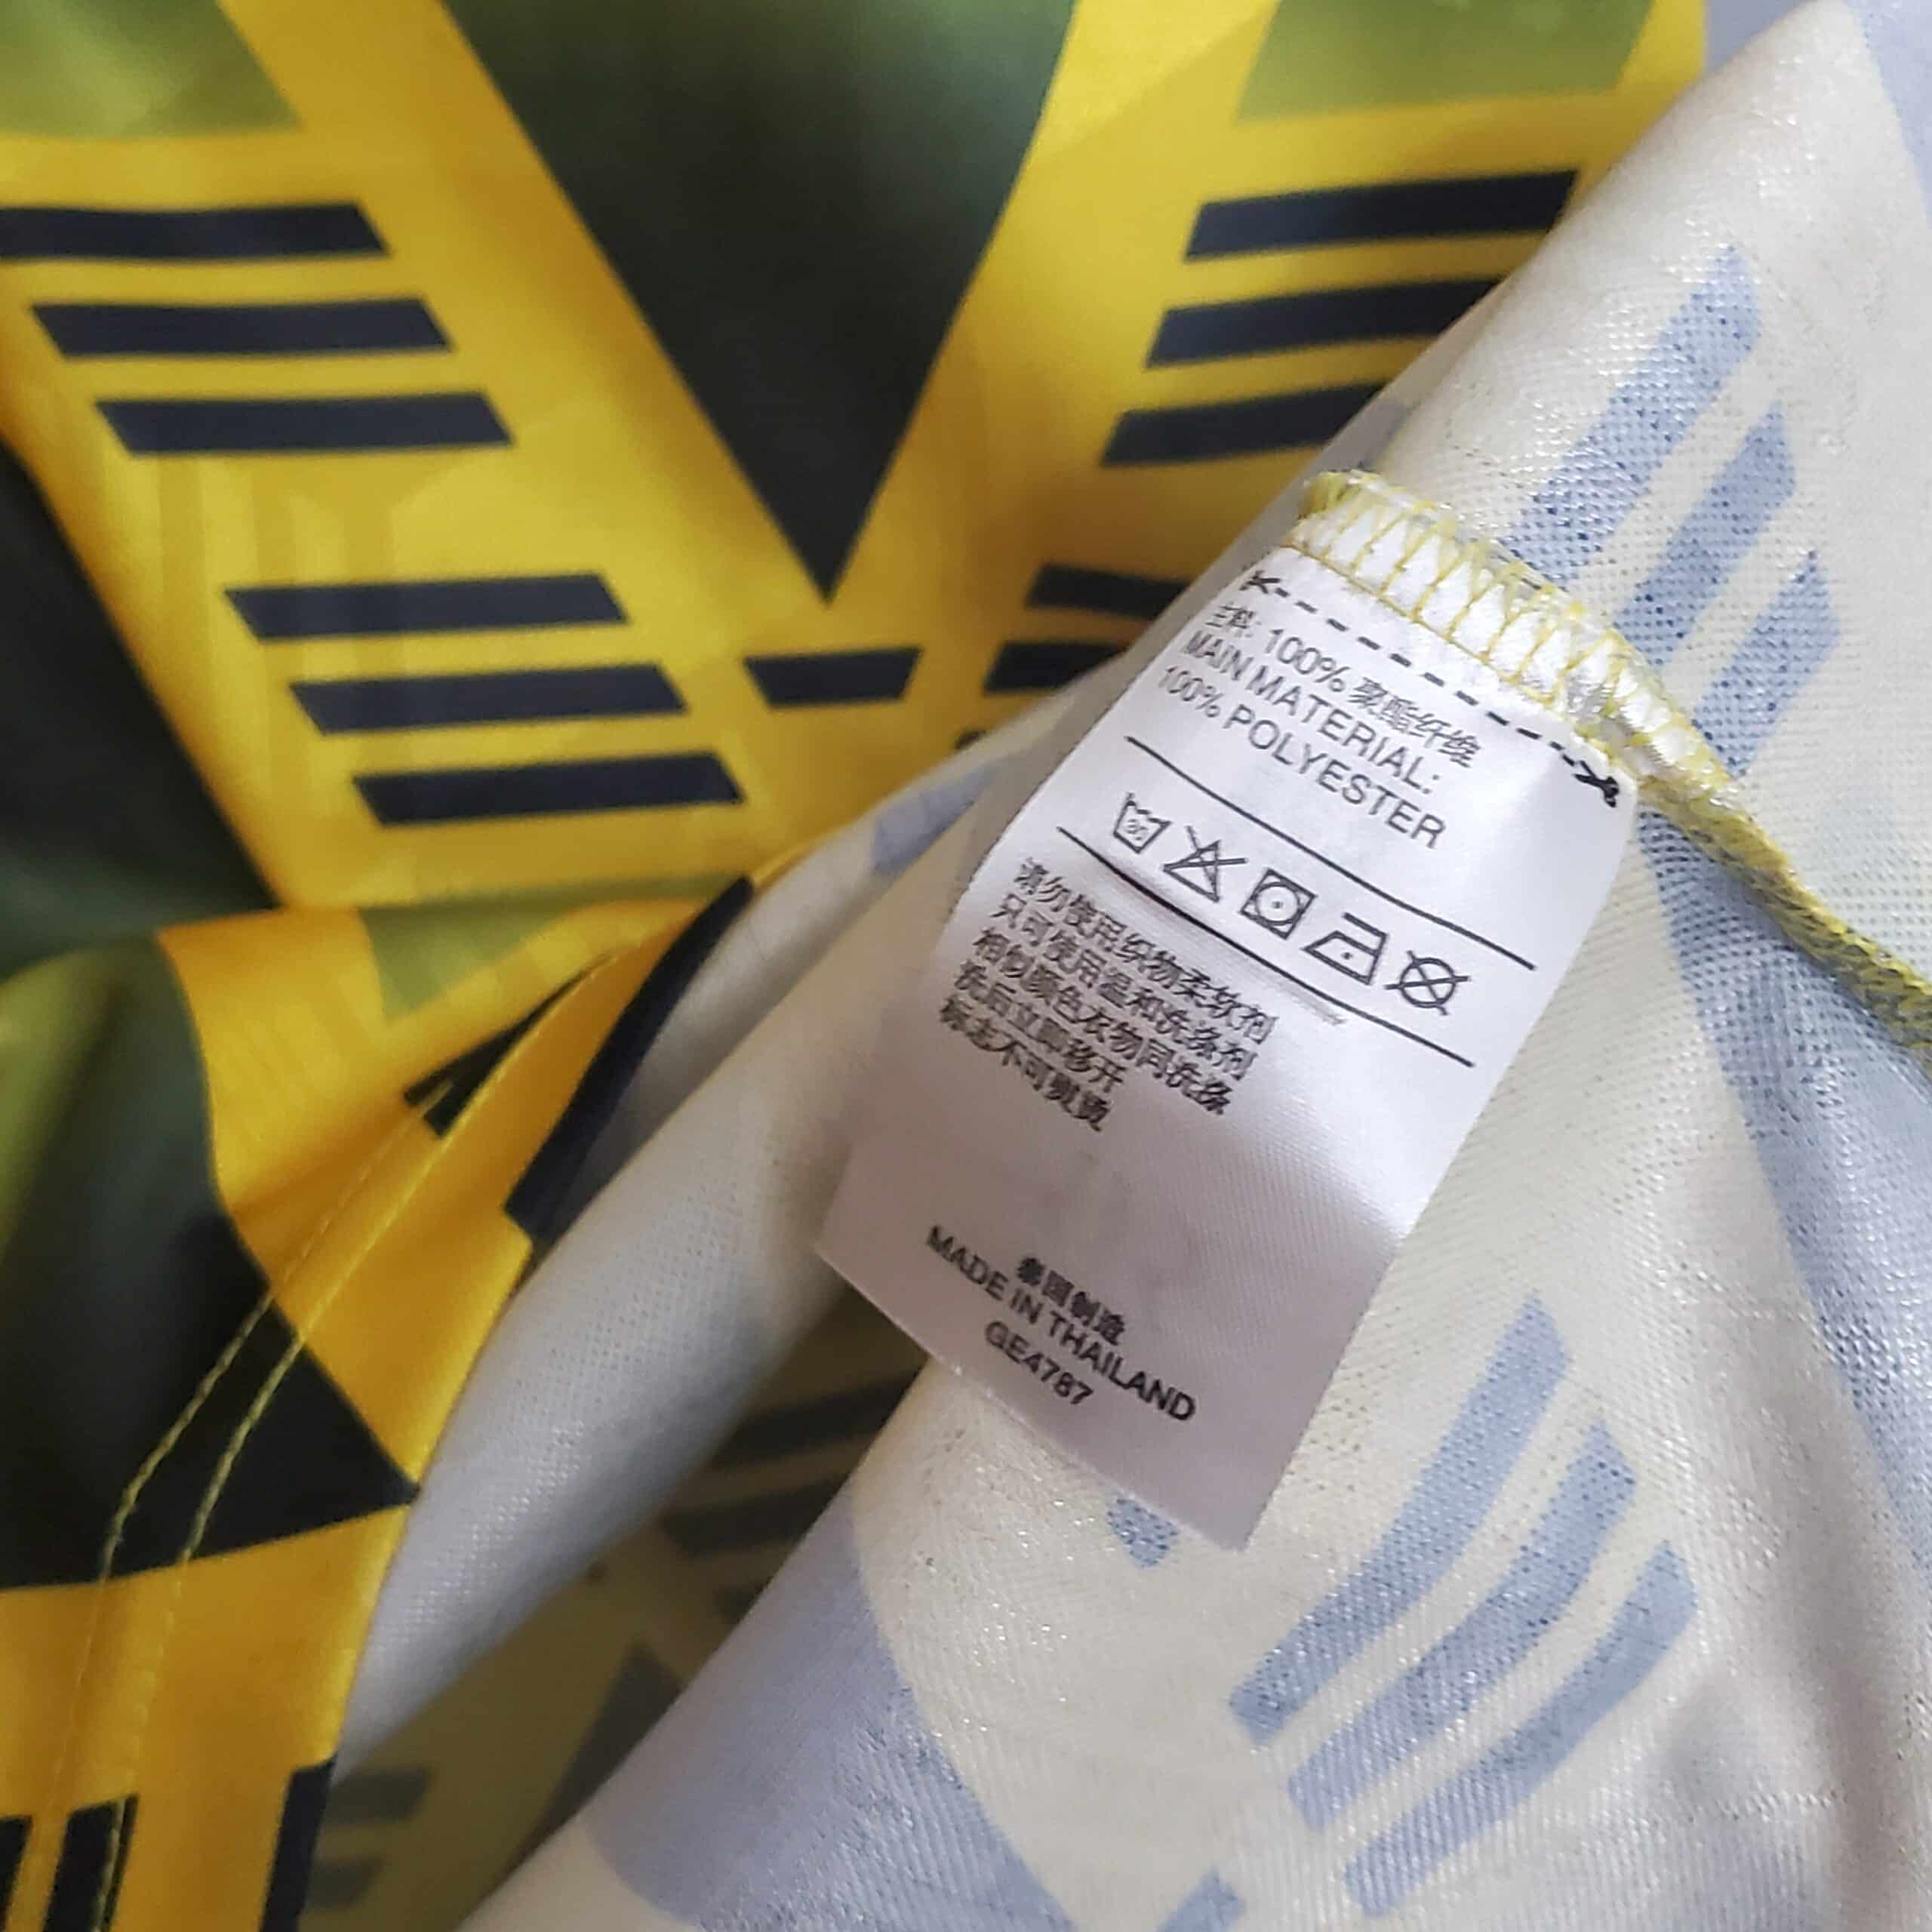 主料: 100% 聚酯纤维
MAIN MATERIAL:
100% POLYESTER
30
请勿使用织物柔软剂
只可使用温和洗涤剂
相似颜色衣物同洗涤
洗后立即移开
标志不可熨烫
泰国制造
MADE IN THAILAND
GE4787